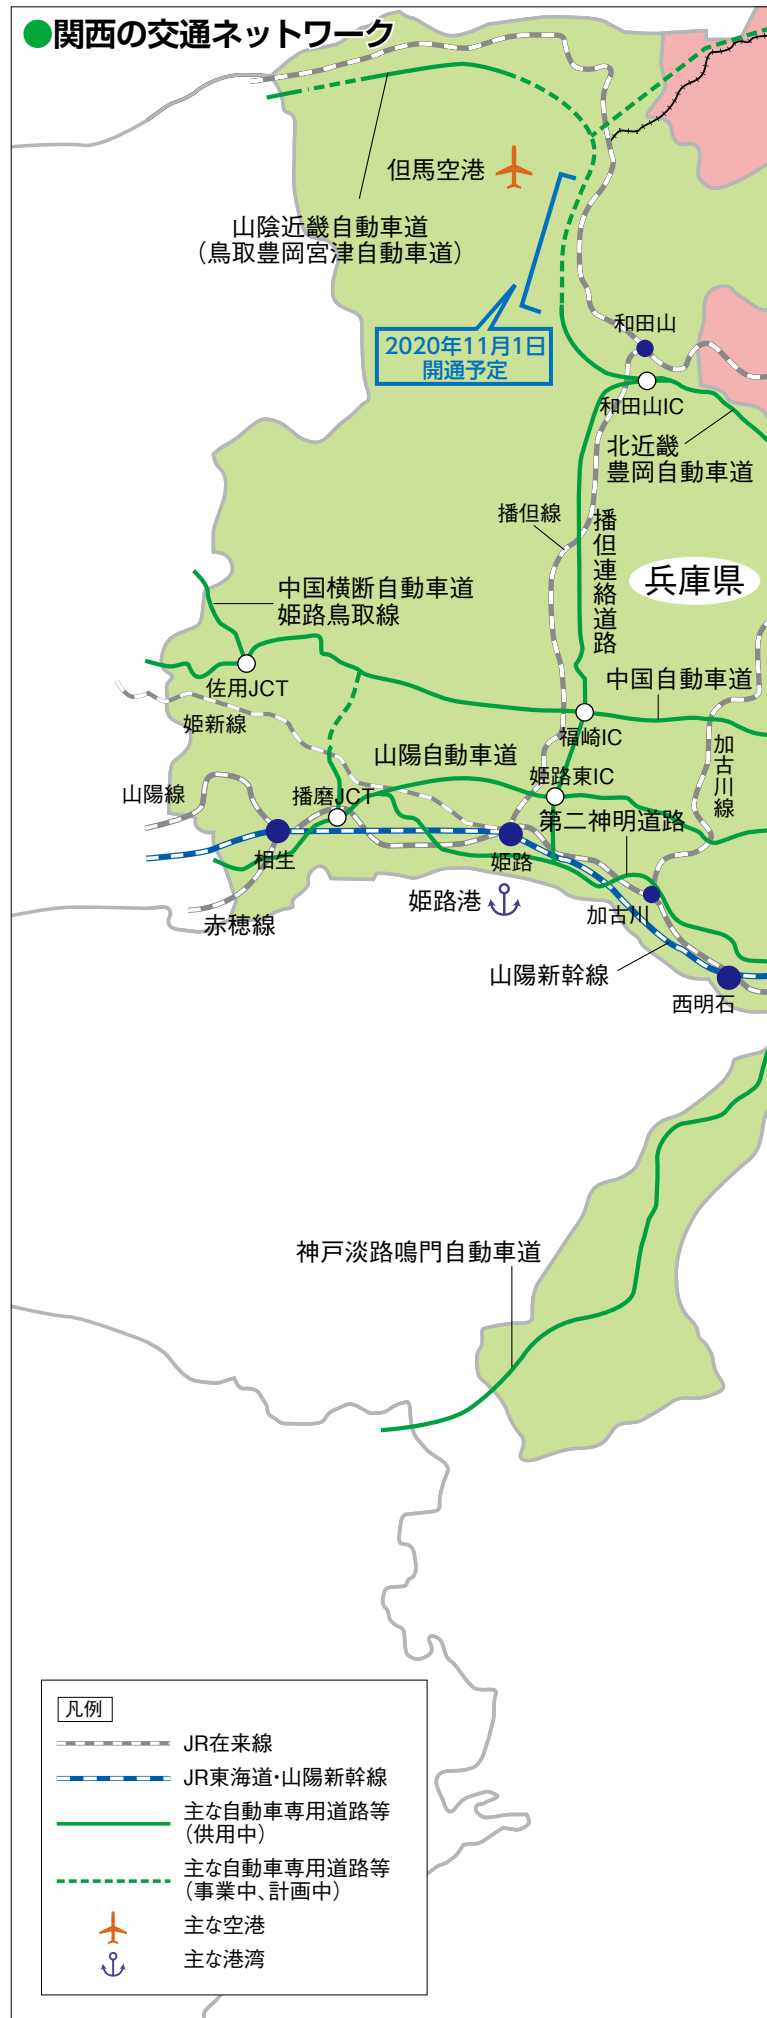 ●関西の交通ネットワーク
但馬空港
山陰近畿自動車道
(鳥取豊岡宮津自動車道)
和田山
2020年11月1日
開通予定
和田山IC
北近畿
豊岡自動車道
播但線
播但連絡道路
兵庫県
中国横断自動車道
姫路鳥取線
佐用JCT
中国自動車道
姫新線
福崎IC
加古川線
山陽自動車道
姫路東IC
山陽線
播磨JCT
第二神明道路
相生
姫路
姫路港
加古川
赤穂線
山陽新幹線
西明石
神戸淡路鳴門自動車道
凡例
JR在来線
JR東海道・山陽新幹線
主な自動車専用道路等
(供用中)
主な自動車専用道路等
(事業中、計画中)
主な空港
主な港湾